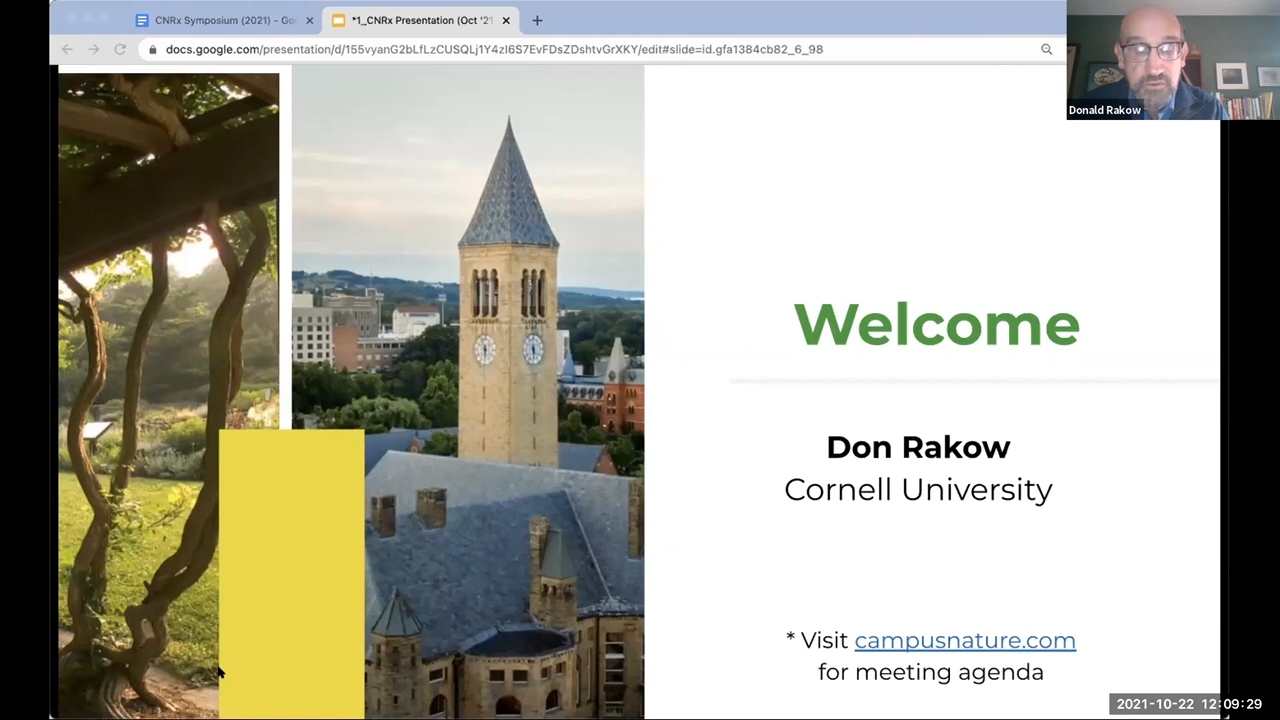 CNRx Symposium {2021} - Go
*1_CNRx Presentation (Oct '21
docs.google.com/presentation/d/155vyanG2bLfLzCUSQLj1Y4zI6S7EvFDsZDshtvGrXKY/edit#slide=id.gfa1384cb82_6_98
Donald Rakow
Welcome
Don Rakow
Cornell University
* Visit campusnature.com
for meeting agenda
2021-10-22 12:09:29